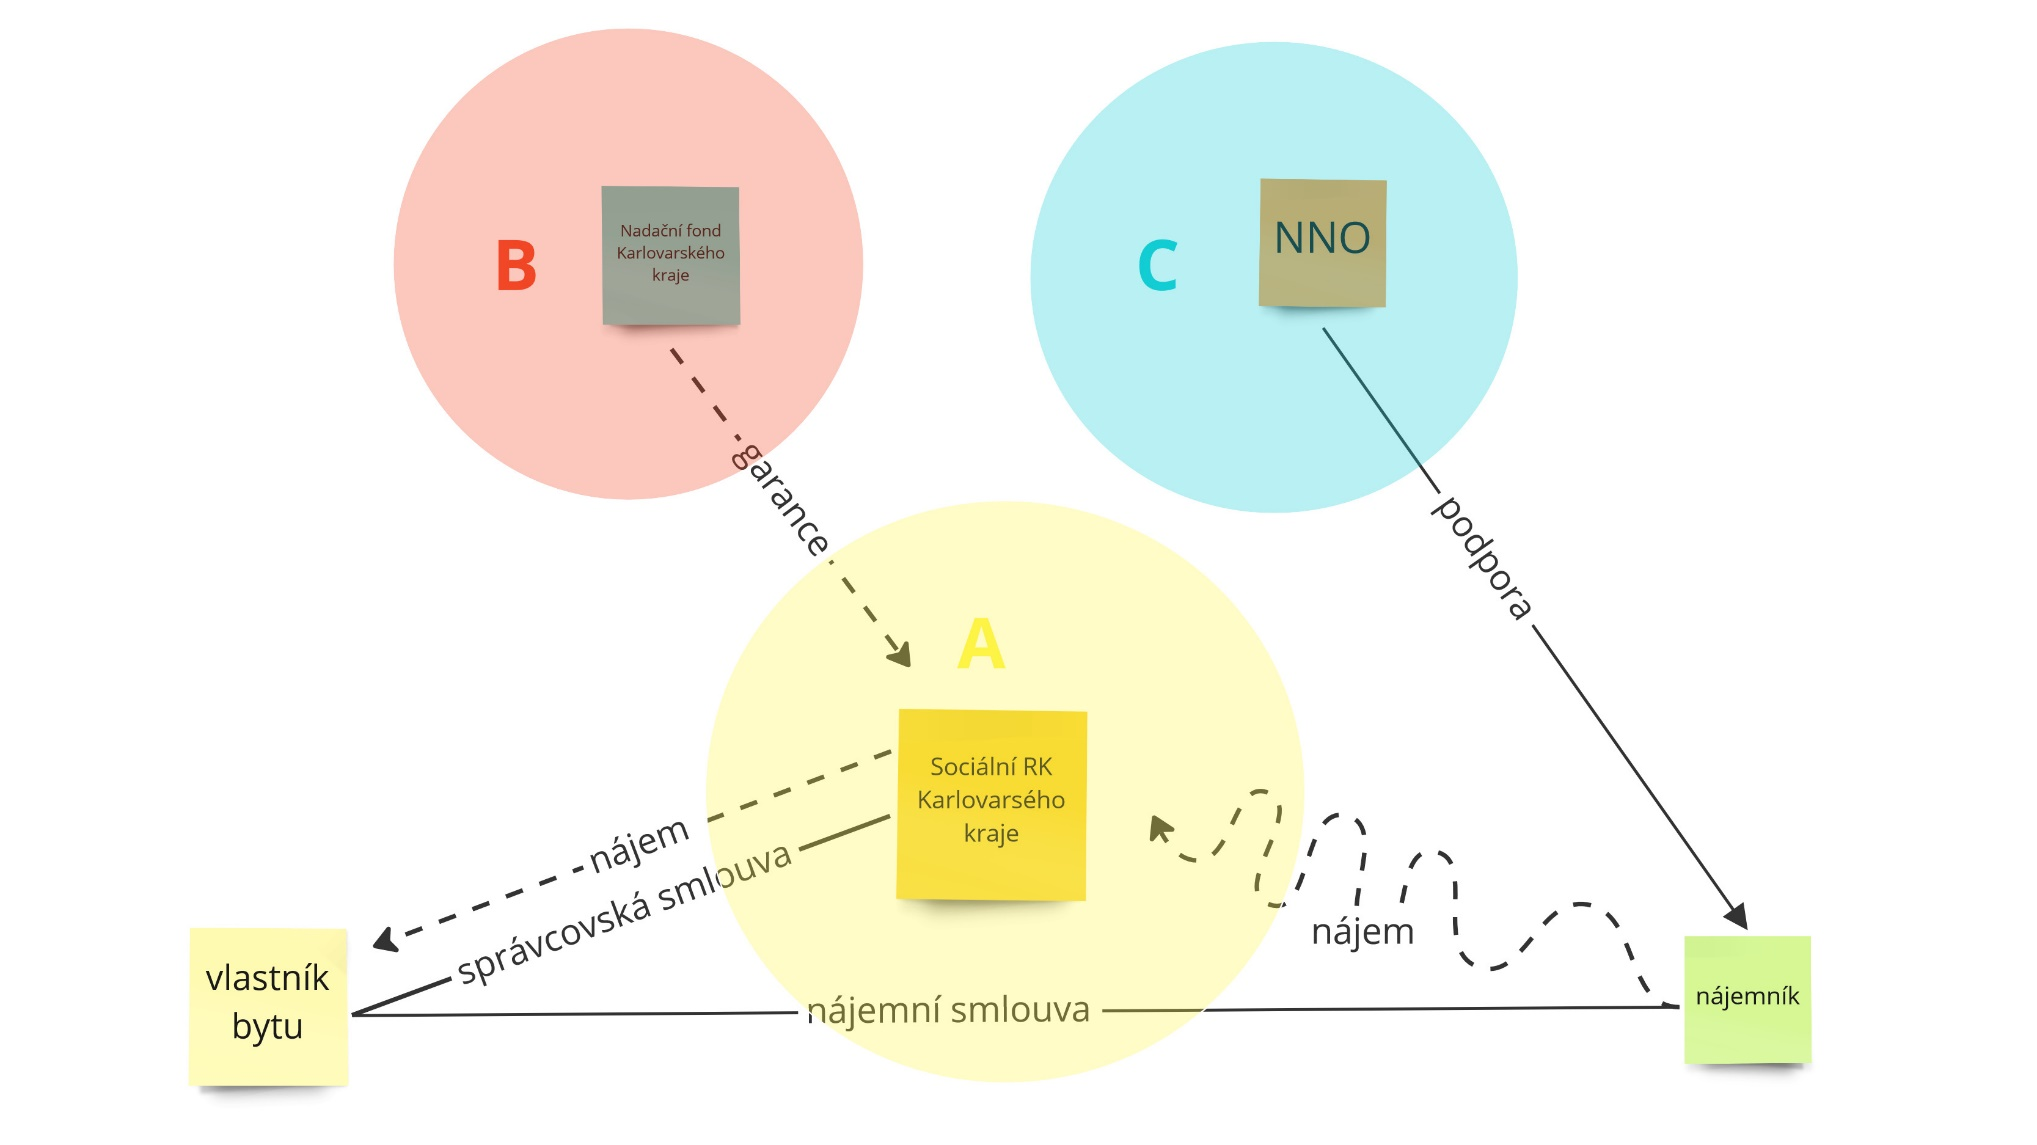 B
Nadační fond
Karlovarského
kraje
C
NNO
garance
podpora
A
Sociální RK
Karlovarsého
kraje
nájem
správcovská smlouva
nájem
vlastník
bytu
nájemní smlouva
nájemník